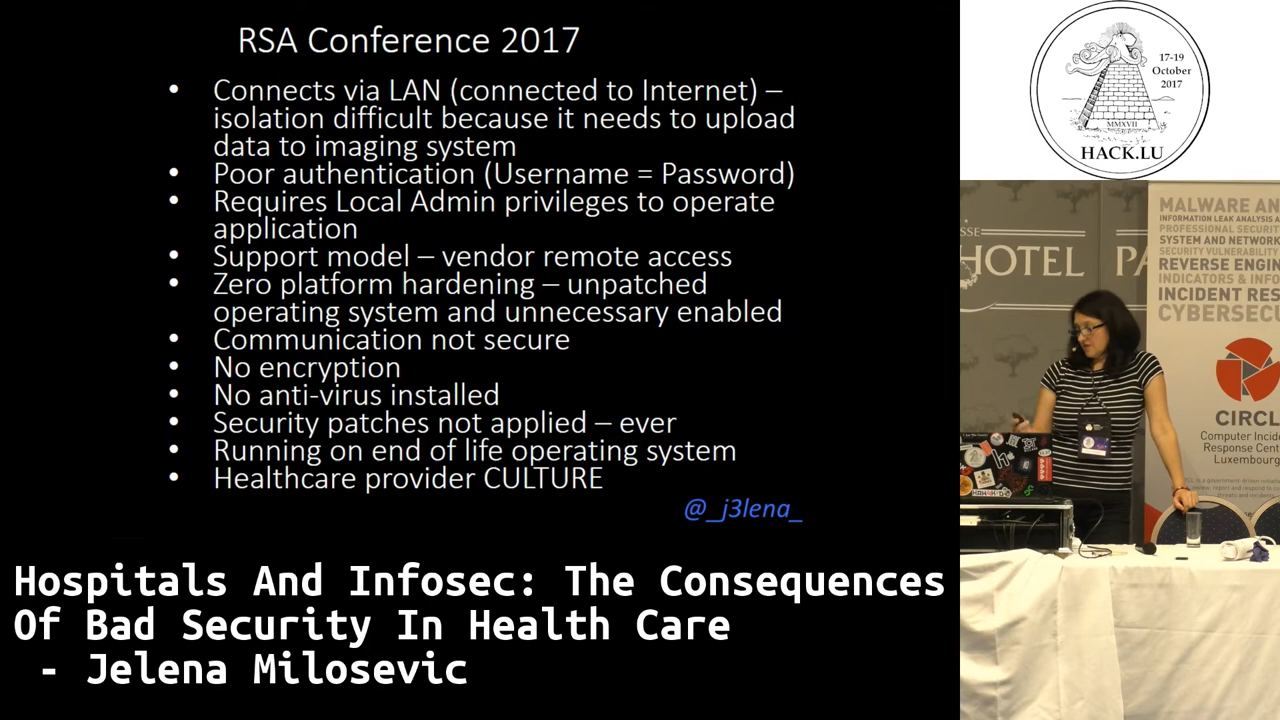 RSA Conference 2017
• Connects via LAN (connected to Internet) –
isolation difficult because it needs to upload
data to imaging system
• Poor authentication (Username = Password)
• Requires Local Admin privileges to operate
application
• Support model – vendor remote access
• Zero platform hardening – unpatched
operating system and unnecessary enabled
• Communication not secure
• No encryption
• No anti-virus installed
• Security patches not applied – ever
• Running on end of life operating system
• Healthcare provider CULTURE
@_j3lena_
Hospitals And Infosec: The Consequences
Of Bad Security In Health Care
- Jelena Milosevic
17-19
October
2017
MMXVII
HACK.LU
SSE
HOTEL PA
MALWARE AN
INFORMATION LEAK ANALYSIS A
PROFESSIONAL SECURIT
SYSTEM AND NETWORK
SECURITY VULNERABILITY
REVERSE ENGIN
INDICATORS & INFO
INCIDENT RES
CYBERSECU
CIRCL
Computer Incid
Response Cent
Luxembourg